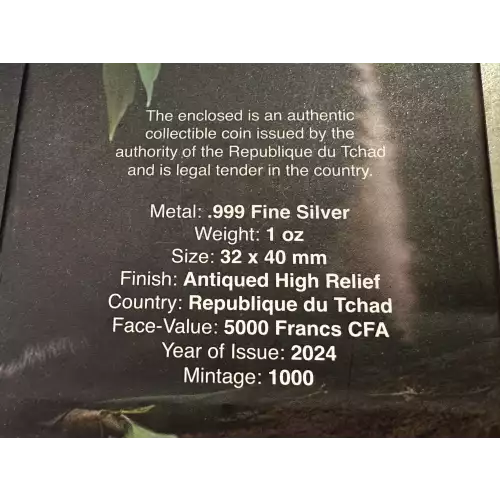 The enclosed is an authentic
collectible coin issued by the
authority of the Republique du Tchad
and is legal tender in the country.
Metal: .999 Fine Silver
Weight: 1 oz
Size: 32 x 40 mm
Finish: Antiqued High Relief
Country: Republique du Tchad
Face-Value: 5000 Francs CFA
Year of Issue: 2024
Mintage: 1000